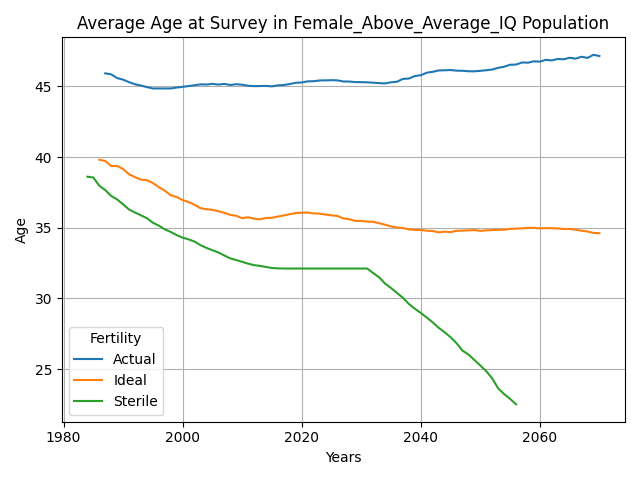 Average Age at Survey in Female_Above_Average_IQ Population
Age
45
40
35
30
25
Fertility
Actual
Ideal
Sterile
1980
2000
2020
2040
2060
Years